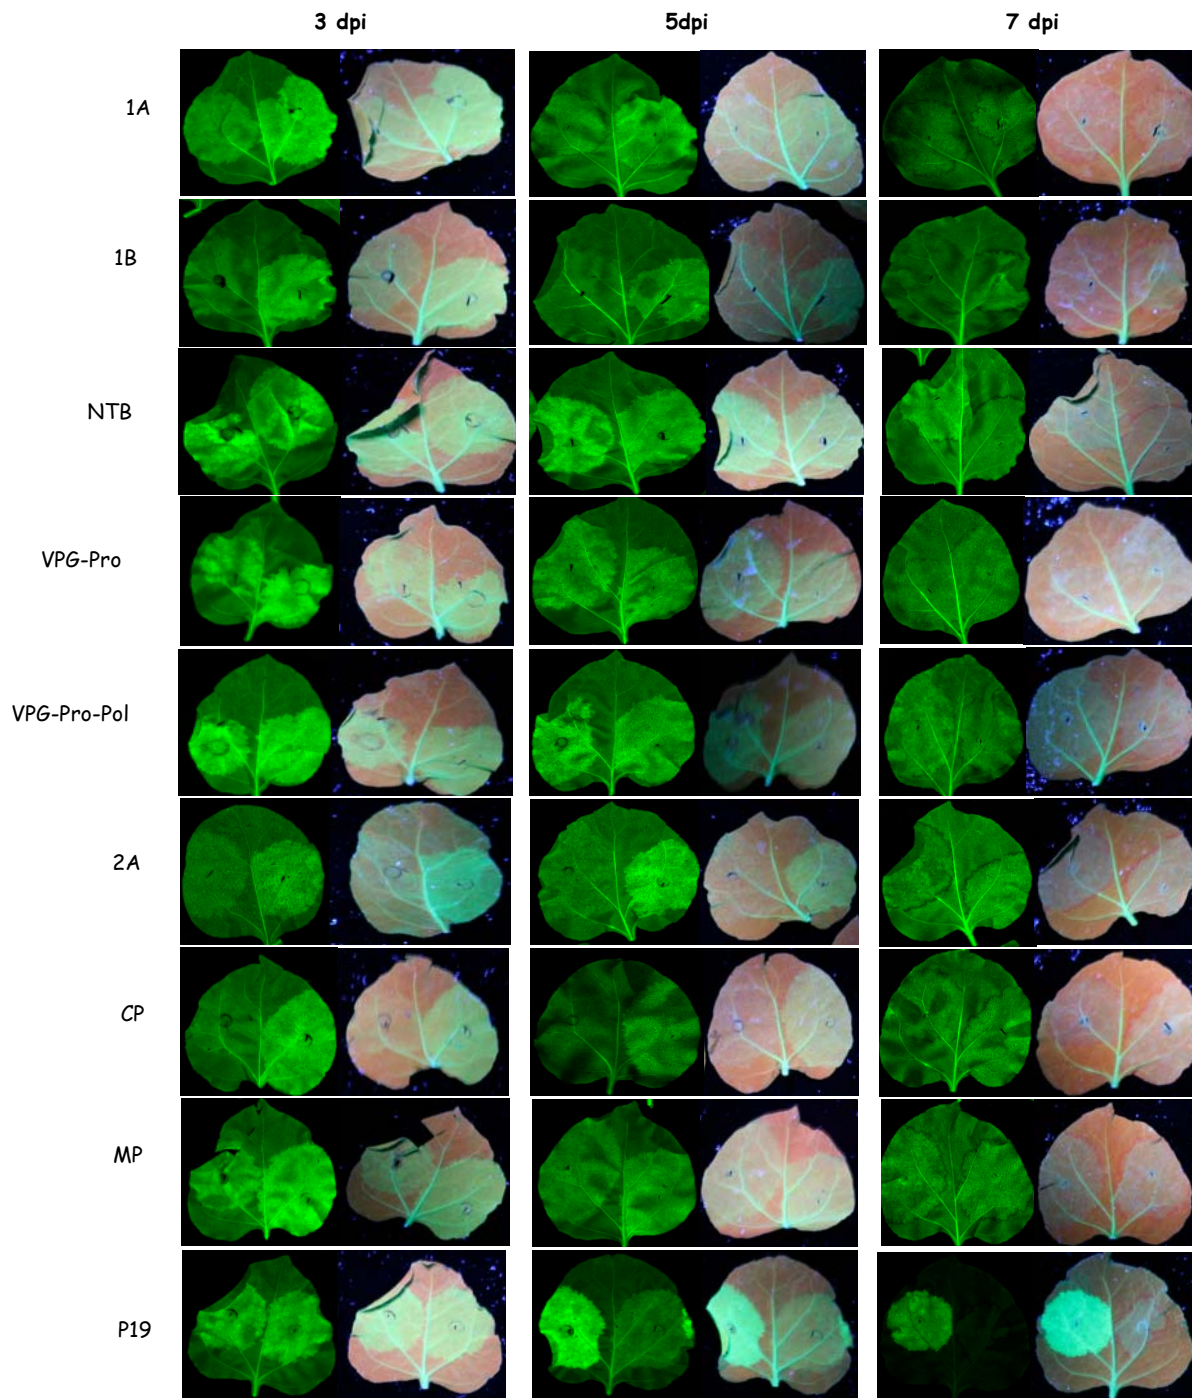 3 dpi 5dpi 7 dpi
1A
1B
NTB
VPG-Pro
VPG-Pro-Pol
2A
CP
MP
P19